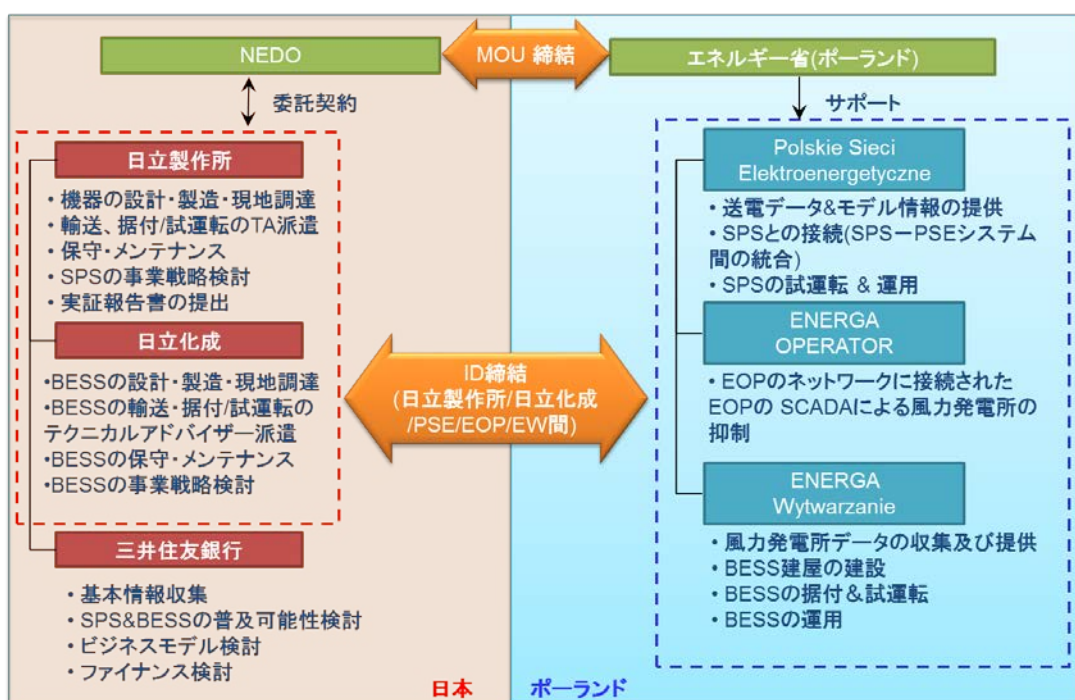 NEDO
MOU 締結
エネルギー省(ポーランド)
委託契約
サポート
日立製作所
・機器の設計・製造・現地調達
・輸送、据付/試運転のTA派遣
・保守・メンテナンス
・SPSの事業戦略検討
・実証報告書の提出
日立化成
・BESSの設計・製造・現地調達
・BESSの輸送・据付/試運転の
テクニカルアドバイザー派遣
・BESSの保守・メンテナンス
・BESSの事業戦略検討
三井住友銀行
・基本情報収集
・SPS&BESSの普及可能性検討
・ビジネスモデル検討
・ファイナンス検討
日本
ID締結
(日立製作所/日立化成
/PSE/EOP/EW間)
Polskie Sieci
Elektroenergetyczne
・送電データ&モデル情報の提供
・SPSとの接続(SPSーPSEシステム
間の統合)
・SPSの試運転 & 運用
ENERGA
OPERATOR
・EOPのネットワークに接続された
EOPの SCADAによる風力発電所の
抑制
ENERGA
Wytwarzanie
・風力発電所データの収集及び提供
・BESS建屋の建設
・BESSの据付&試運転
・BESSの運用
ポーランド